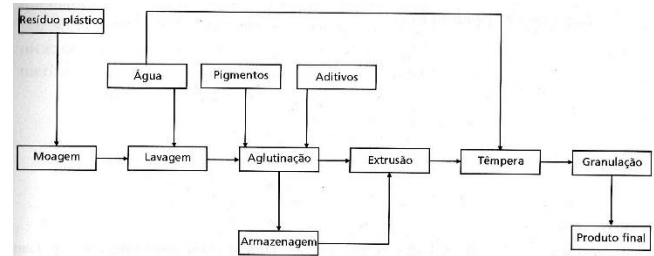 Resíduo plástico
Água
Pigmentos
Aditivos
Moagem
Lavagem
Aglutinação
Extrusão
Têmpera
Granulação
Armazenagem
Produto final